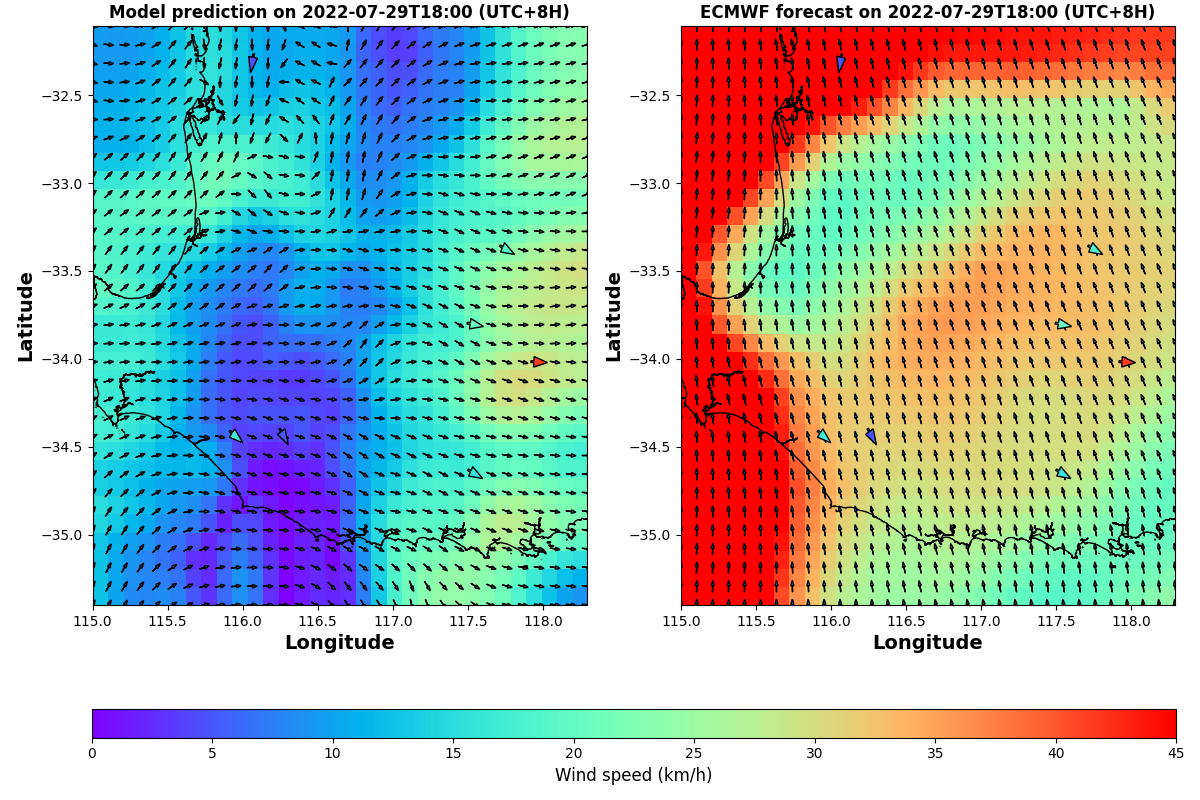 Model prediction on 2022-07-29T18:00 (UTC+8H)
ECMWF forecast on 2022-07-29T18:00 (UTC+8H)
Latitude
−32.5
−33.0
−33.5
−34.0
−34.5
−35.0
115.0 115.5 116.0 116.5 117.0 117.5 118.0
Longitude
Latitude
−32.5
−33.0
−33.5
−34.0
−34.5
−35.0
115.0 115.5 116.0 116.5 117.0 117.5 118.0
Longitude
0 5 10 15 20 25 30 35 40 45
Wind speed (km/h)